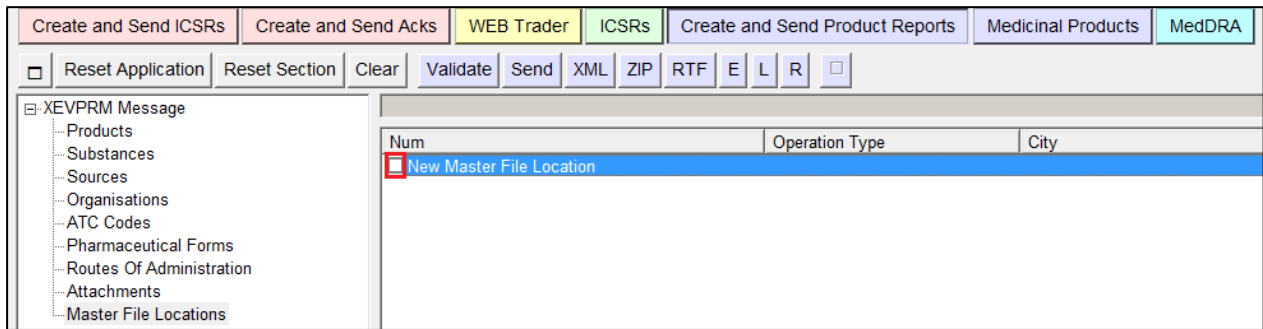 Create and Send ICSRs Create and Send Acks WEB Trader ICSRs Create and Send Product Reports Medicinal Products MedDRA
Reset Application Reset Section Clear Validate Send XML ZIP RTF E L R
XEVPRM Message
Products
Substances
Sources
Organisations
ATC Codes
Pharmaceutical Forms
Routes Of Administration
Attachments
Master File Locations
Num Operation Type City
New Master File Location